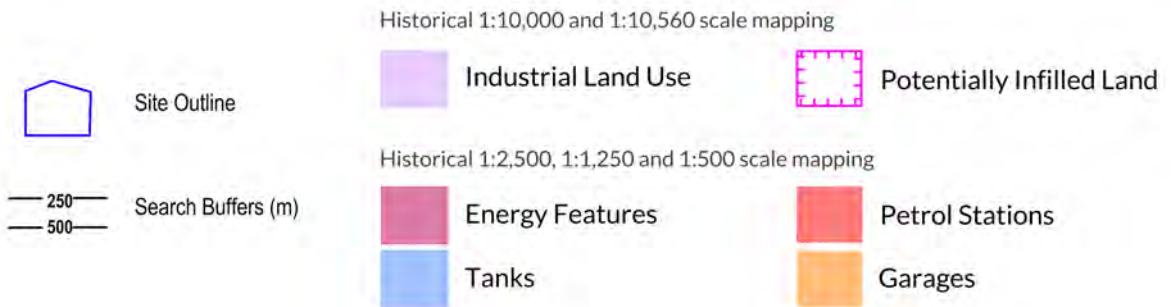 Historical 1:10,000 and 1:10,560 scale mapping
Site Outline
Industrial Land Use
Potentially Infilled Land
Historical 1:2,500, 1:1,250 and 1:500 scale mapping
250
500
Search Buffers (m)
Energy Features
Petrol Stations
Tanks
Garages